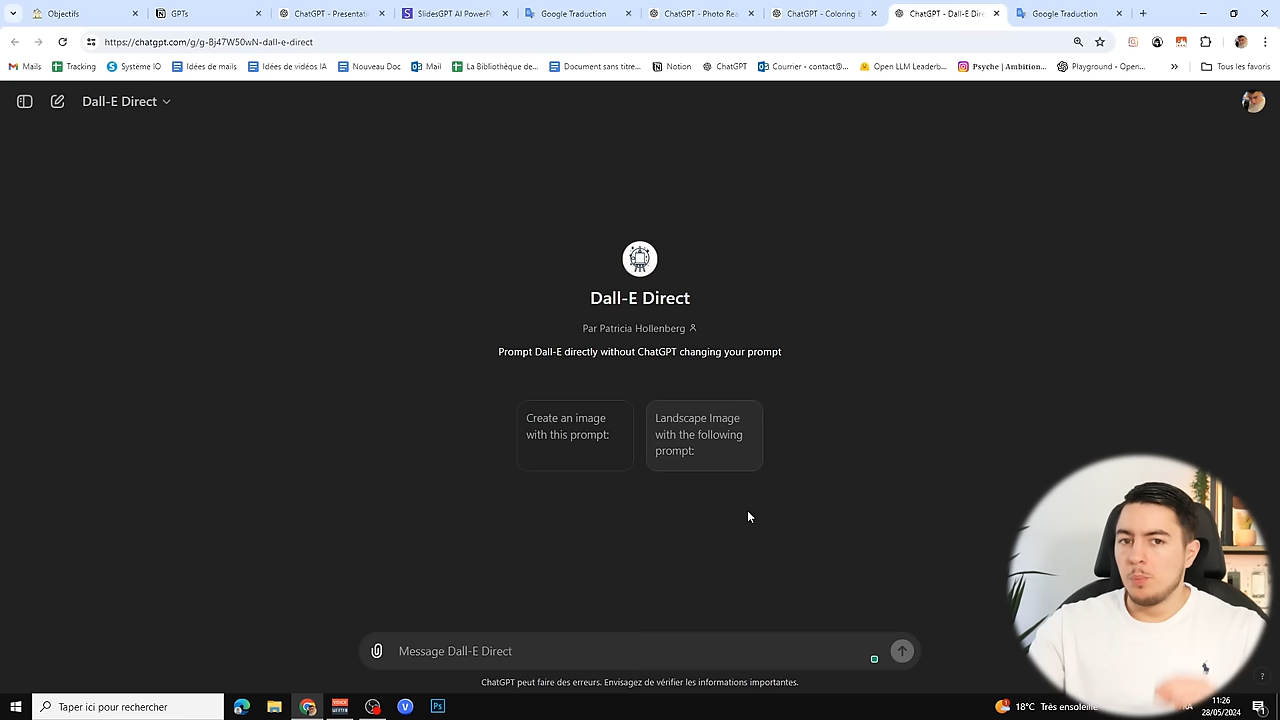 Objectifs
GPTs
ChatGPT - Presentati
SlidesGPT AI PowerP
Google Traduction
ChatGPT - Photo Rea
ChatGPT - Coloring
ChatGPT - Dall-E Dire
Google Traduction
https://chatgpt.com/g/g-Bj47W50wN-dall-e-direct
Mails
Tracking
Système IO
Idées de mails
Idées de vidéos IA
Nouveau Doc
Mail
La Bibliothèque de...
Document sans titre...
Notion
ChatGPT
Courrier • contact@...
Open LLM Leaderb...
Psyche | Ambition...
Playground • Open...
Tous les favoris
Dall-E Direct
Dall-E Direct
Par Patricia Hollenberg
Prompt Dall-E directly without ChatGPT changing your prompt
Create an image
with this prompt:
Landscape Image
with the following
prompt:
Message Dall-E Direct
ChatGPT peut faire des erreurs. Envisagez de vérifier les informations importantes.
?
Taper ici pour rechercher
18°C Très ensoleillé
11:26
28/05/2024